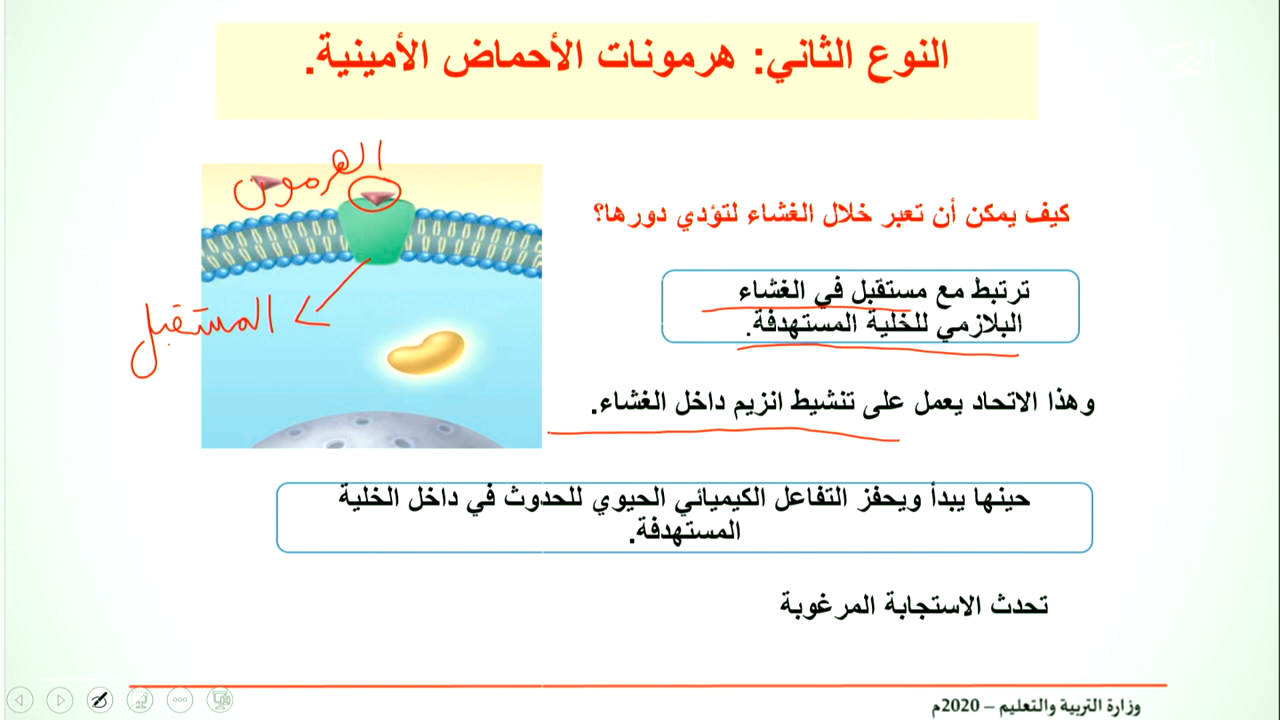 النوع الثاني: هرمونات الأحماض الأمينية.
الهرمون
كيف يمكن أن تعبر خلال الغشاء لتؤدي دورها؟
ترتبط مع مستقبل في الغشاء
البلازمي للخلية المستهدفة.
المستقبل
وهذا الاتحاد يعمل على تنشيط انزيم داخل الغشاء.
حينها يبدأ ويحفز التفاعل الكيميائي الحيوي للحدوث في داخل الخلية
المستهدفة.
تحدث الاستجابة المرغوبة
وزارة التربية والتعليم – 2020م